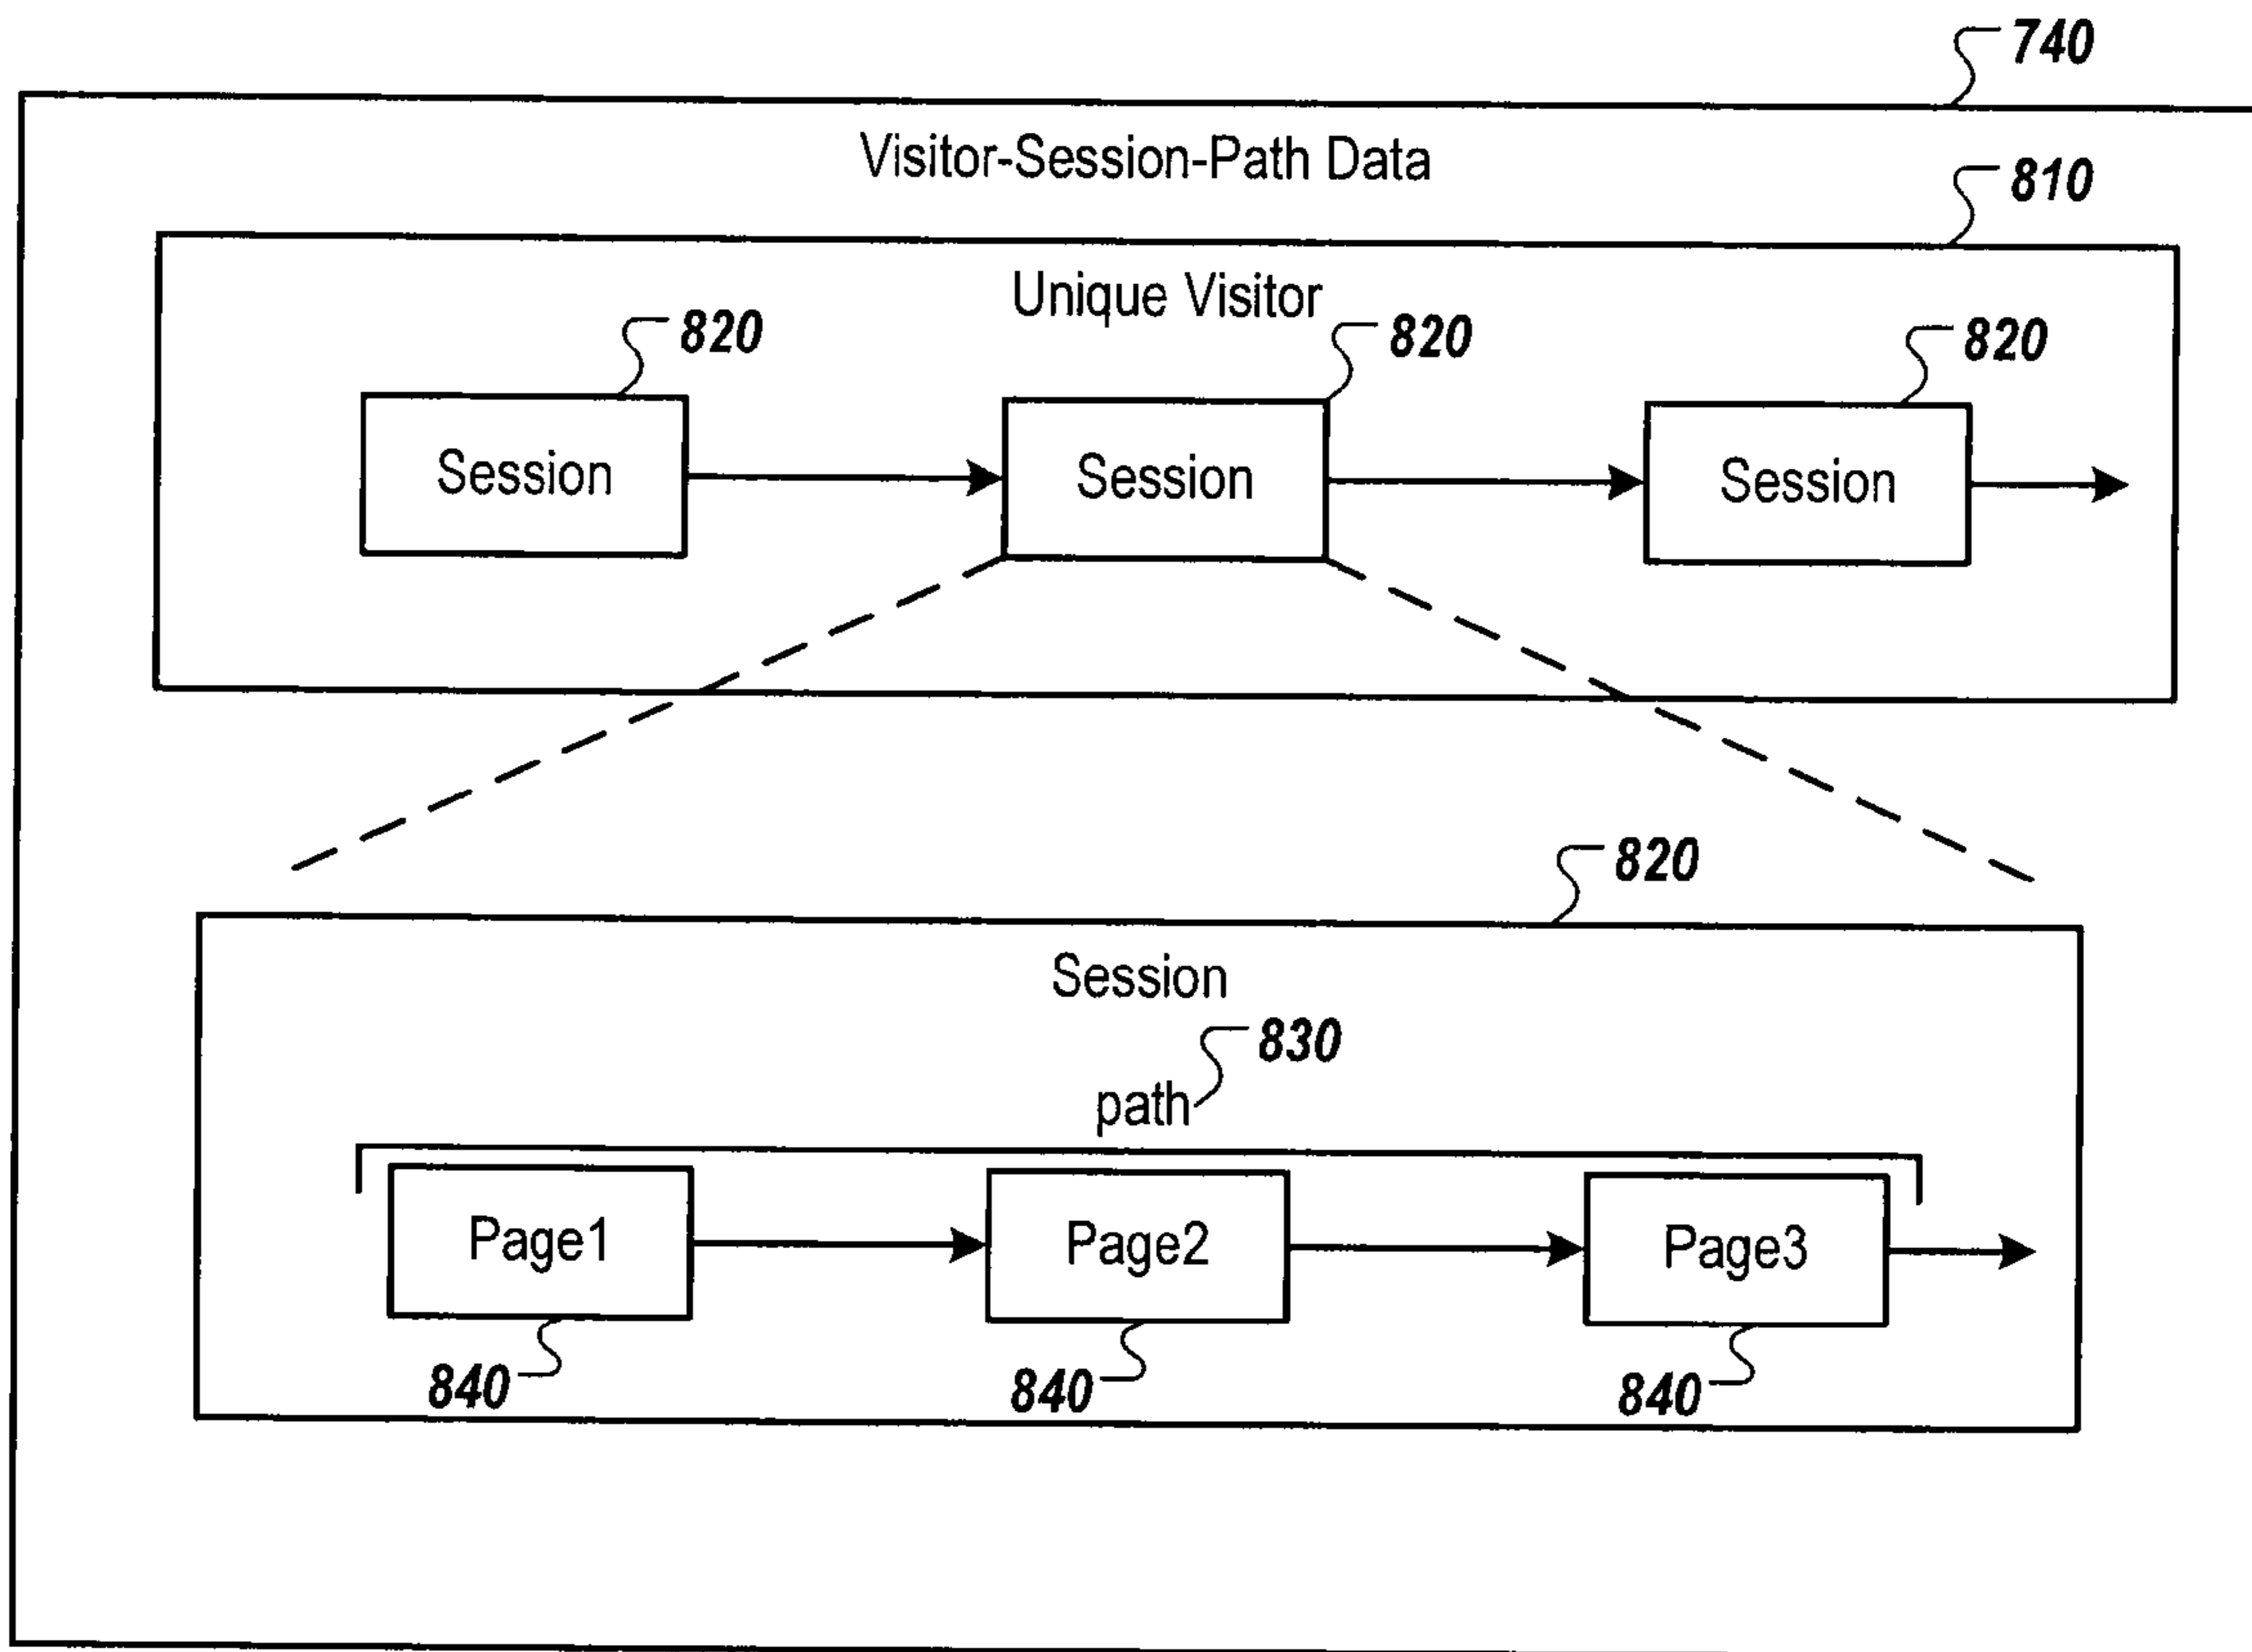 740
Visitor-Session-Path Data
810
Unique Visitor
820 820 820
Session Session Session
820
Session
830
path
Page1 Page2 Page3
840 840 840